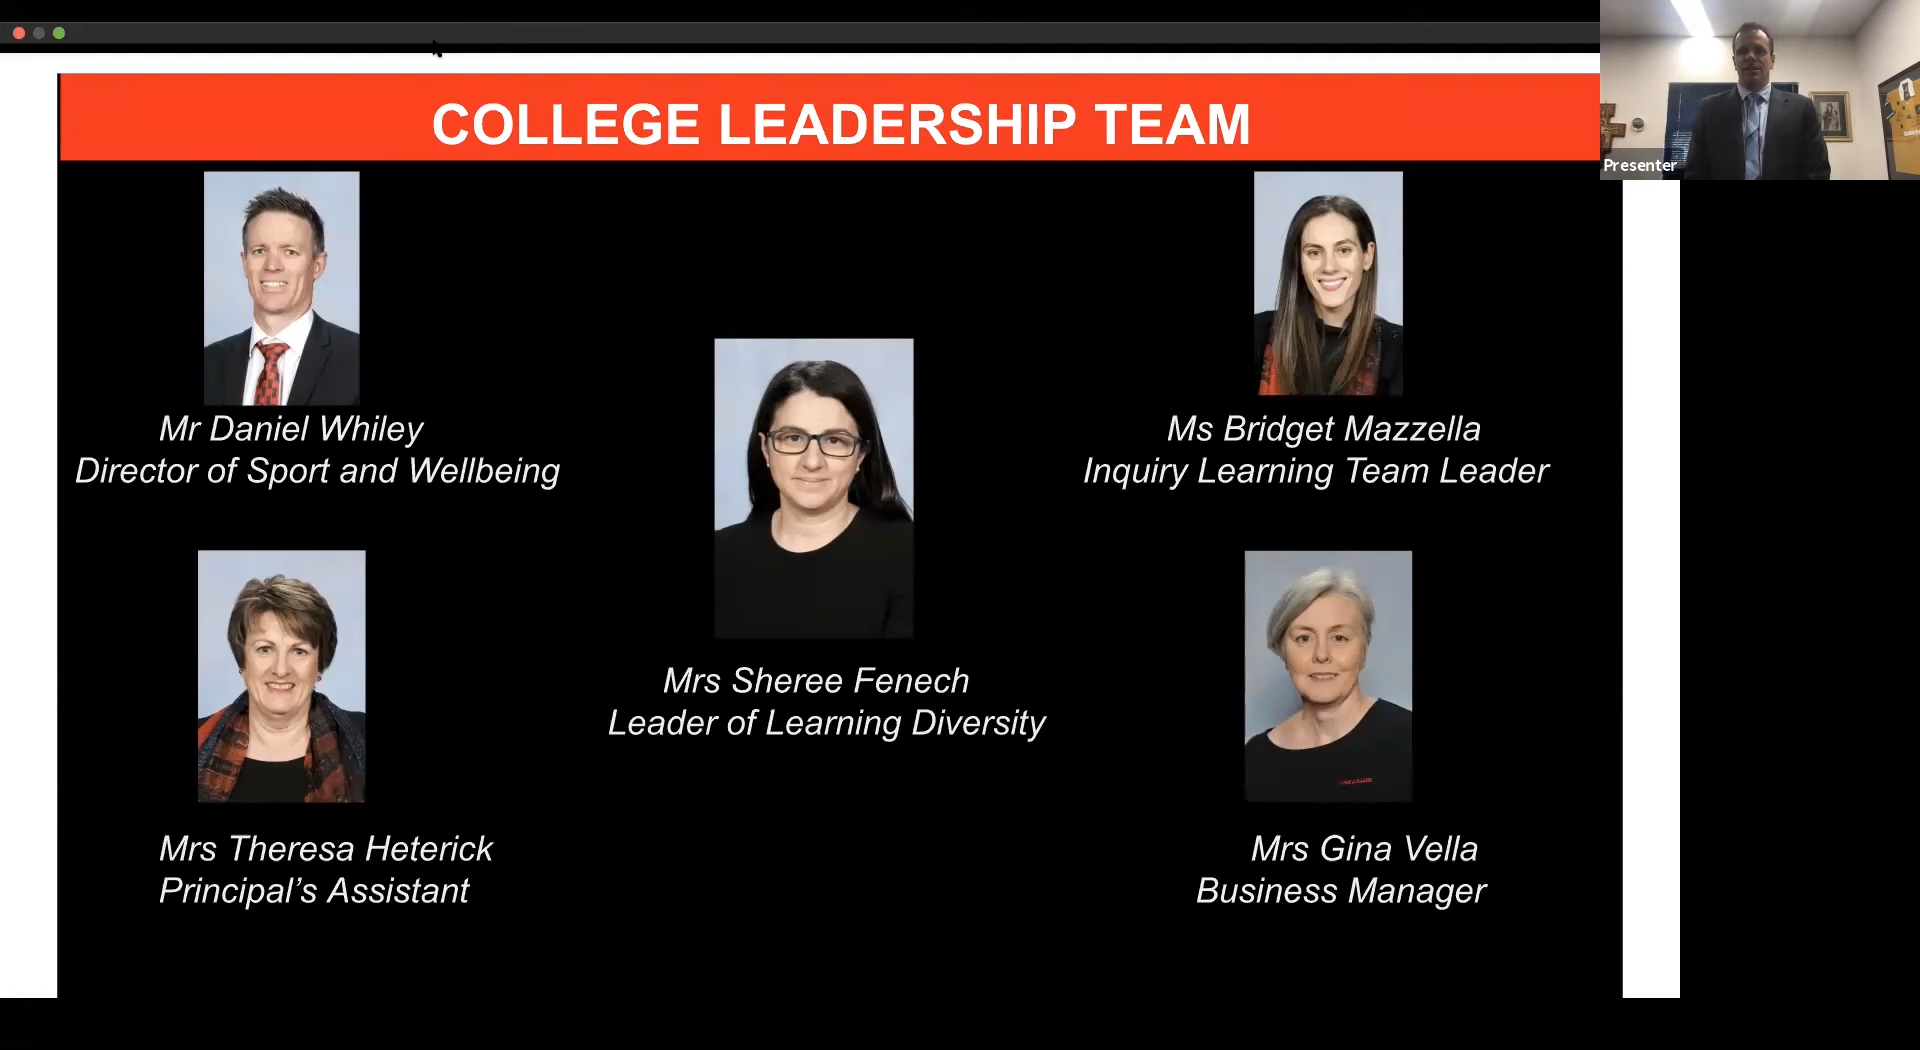 COLLEGE LEADERSHIP TEAM
Presenter
Mr Daniel Whiley
Director of Sport and Wellbeing
Ms Bridget Mazzella
Inquiry Learning Team Leader
Mrs Sheree Fenech
Leader of Learning Diversity
Mrs Theresa Heterick
Principal’s Assistant
Mrs Gina Vella
Business Manager